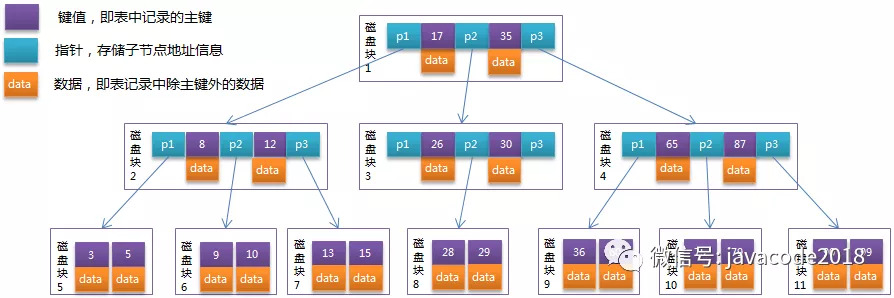 键值，即表中记录的主键
指针，存储子节点地址信息
data 数据，即表记录中除主键外的数据
磁盘块1
p1 17 p2 35 p3
data data
磁盘块2
p1 8 p2 12 p3
data data
磁盘块3
p1 26 p2 30 p3
data data
磁盘块4
p1 65 p2 87 p3
data data
磁盘块5
3 5
data data
磁盘块6
9 10
data data
磁盘块7
13 15
data data
磁盘块8
28 29
data data
磁盘块9
36
data data
磁盘块10
data data
磁盘块11
data data
微信号: javacode2018